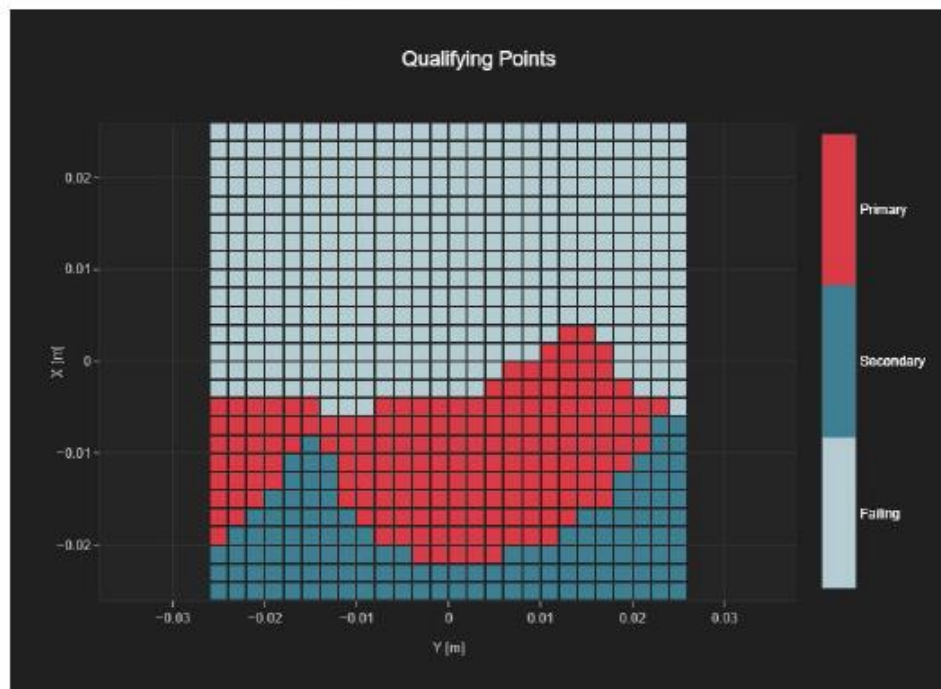 Qualifying Points
0.02
0.01
0
−0.01
−0.02
X [m]
−0.03
−0.02
−0.01
0
0.01
0.02
0.03
Y [m]
Primary
Secondary
Failing